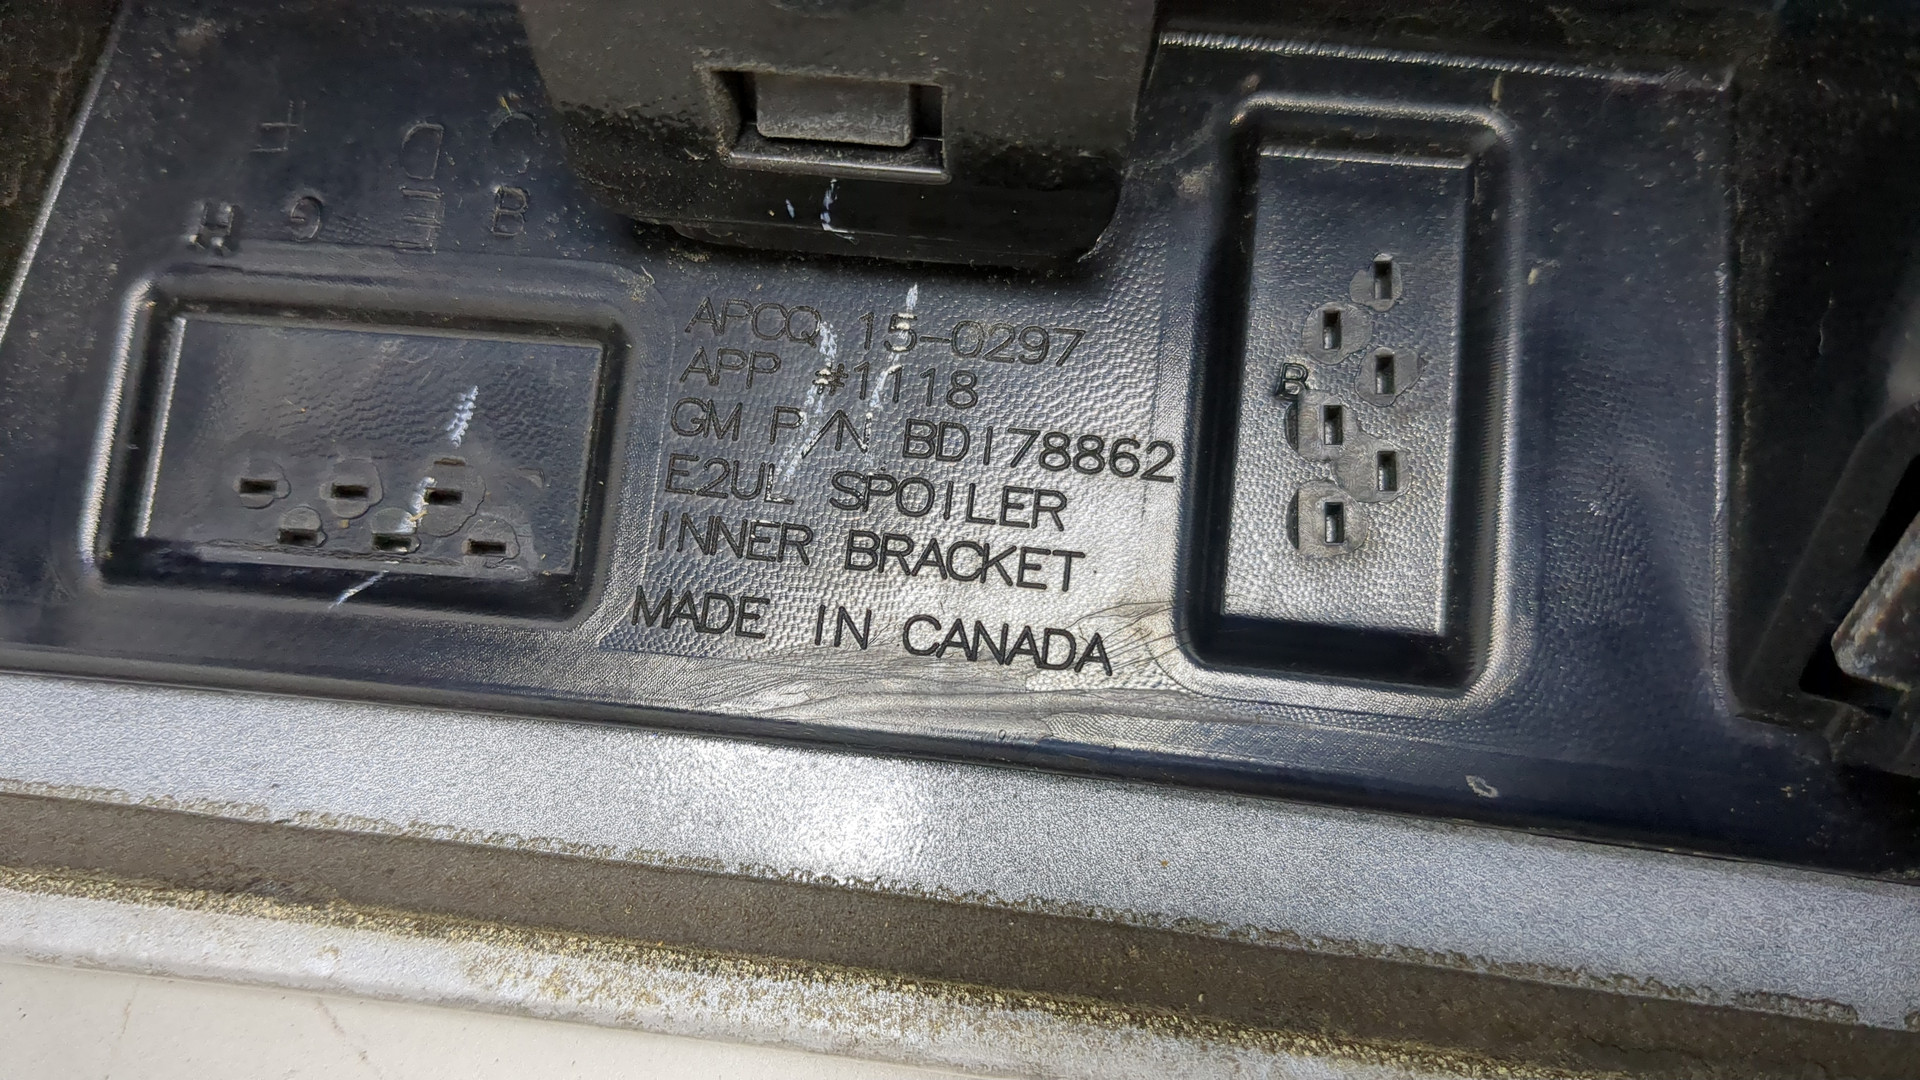 F D C
H G E B
APCQ 15-0297
APP #1118
GM P/N BD178862
E2UL SPOILER
INNER BRACKET
MADE IN CANADA
B